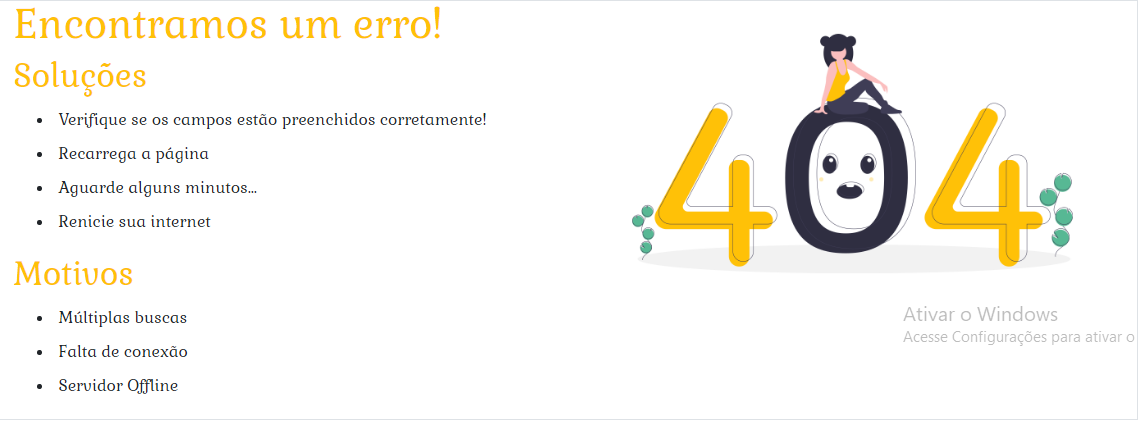 Encontramos um erro!
Soluções
Verifique se os campos estão preenchidos corretamente!
Recarrega a página
Aguarde alguns minutos...
Renicie sua internet
Motivos
Múltiplas buscas
Falta de conexão
Servidor Offline
404
Ativar o Windows
Acesse Configurações para ativar o